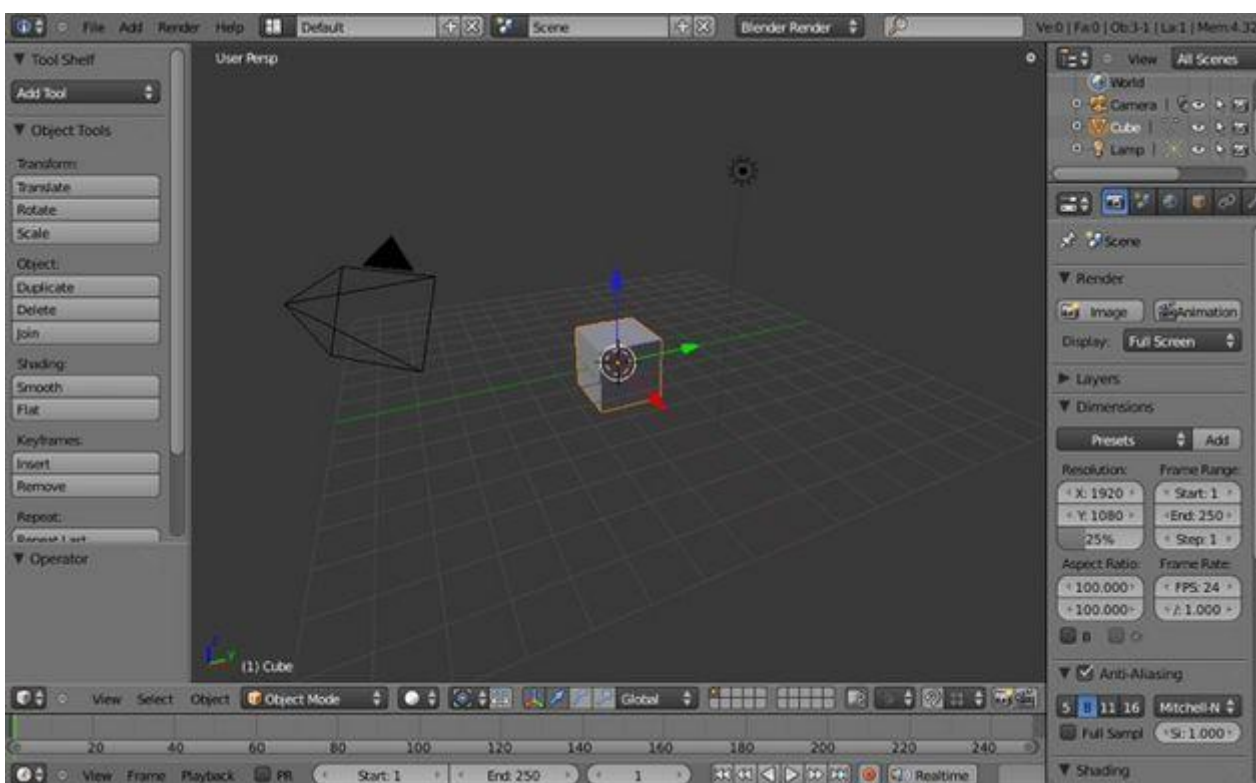 File Add Render Help Default Scene Blender Render Ve:0 | Fa:0 | Ob:3-1 | La:1 | Mem:4.32
Tool Shelf
Add Tool
Object Tools
Transform:
Translate
Rotate
Scale
Object:
Duplicate
Delete
Join
Shading:
Smooth
Flat
Keyframes:
Insert
Remove
Repeat:
Repeat Last
Operator
User Persp
(1) Cube
View All Scenes
World
Camera
Cube
Lamp
Scene
Render
Image Animation
Display: Full Screen
Layers
Dimensions
Presets Add
Resolution: Frame Range:
X: 1920 Start: 1
Y: 1080 End: 250
25% Step: 1
Aspect Ratio: Frame Rate:
100.000 FPS: 24
100.000 /: 1.000
B
Anti-Aliasing
5 8 11 16 Mitchell-N
Full Sampl Si: 1.000
Shading
View Select Object Object Mode Global
20 40 60 80 100 120 140 160 180 200 220 240
View Frame Playback PR Start: 1 End: 250 1 Realtime